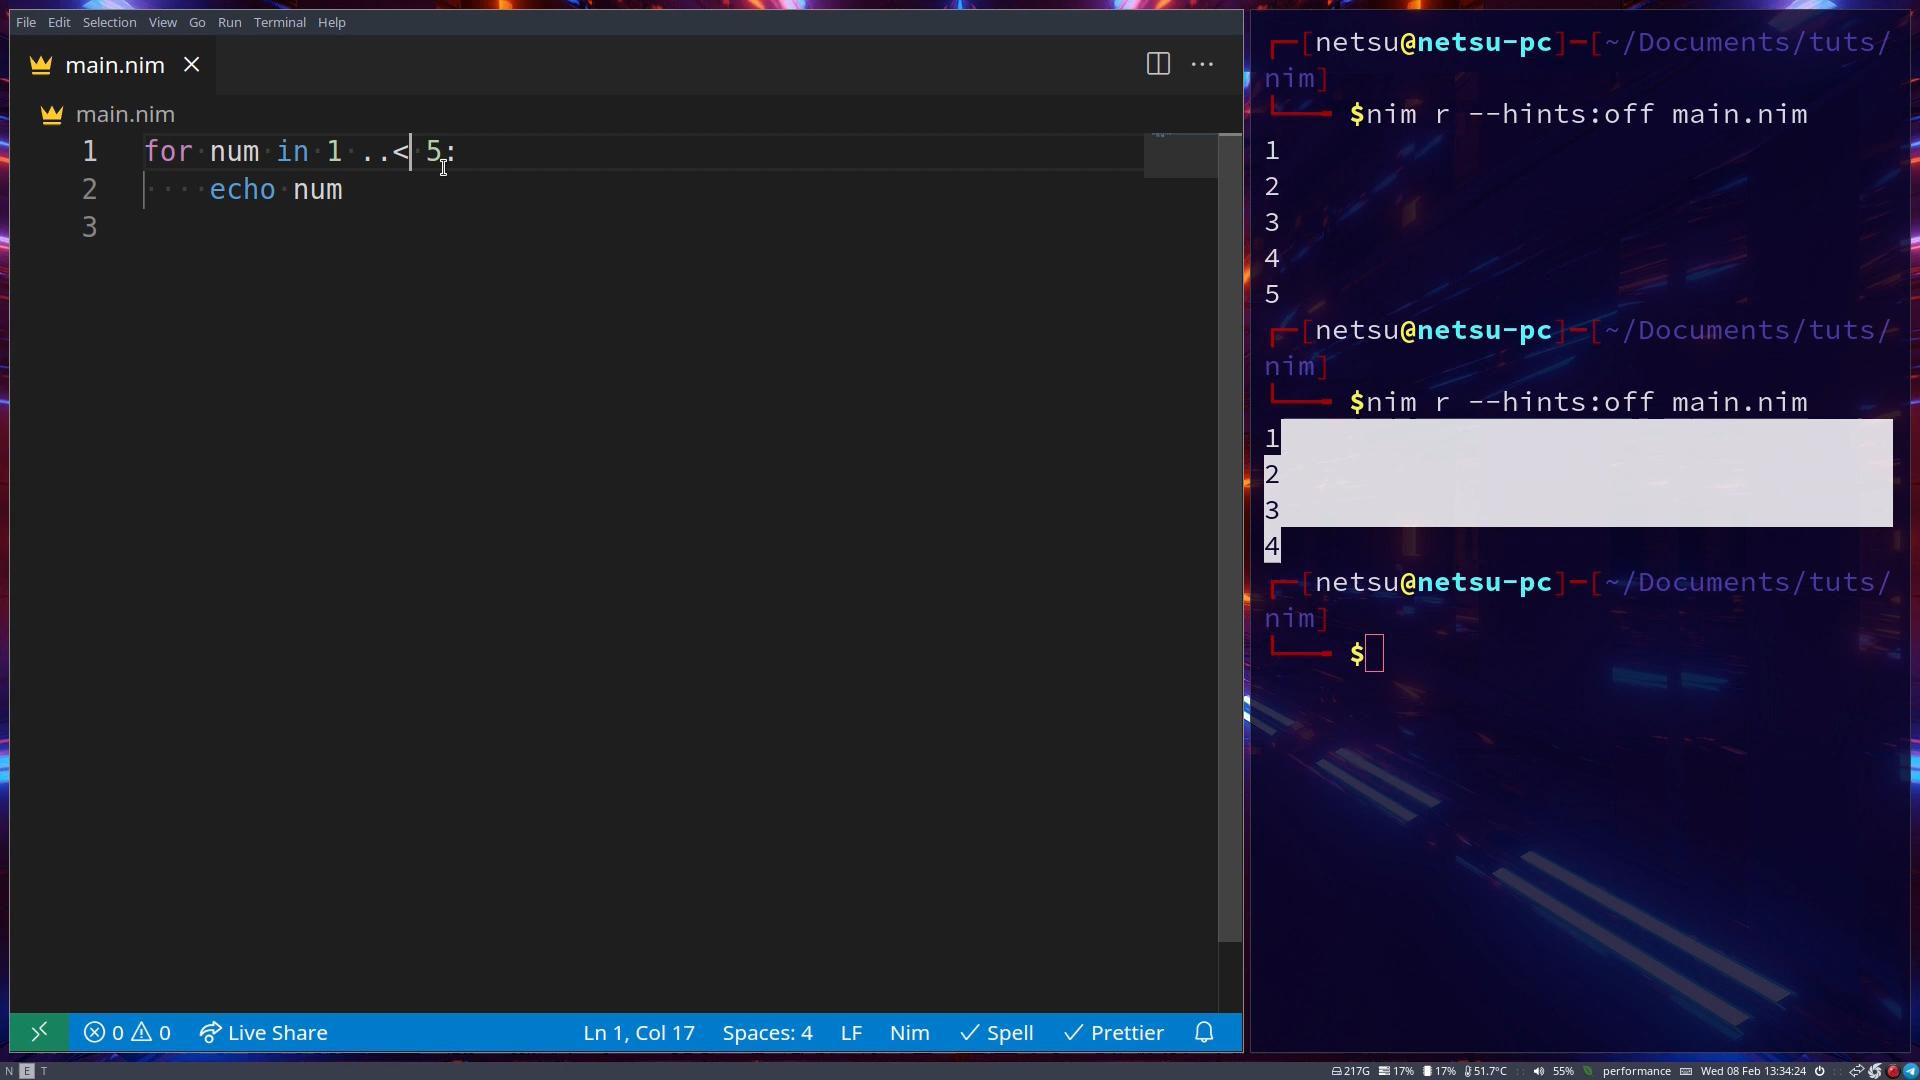 File Edit Selection View Go Run Terminal Help
main.nim
main.nim
1 for num in 1 ..< 5:
2 echo num
3
0 0 Live Share Ln 1, Col 17 Spaces: 4 LF Nim Spell Prettier
[netsu@netsu-pc]-[~/Documents/tuts/
nim]
$nim r --hints:off main.nim
1
2
3
4
5
[netsu@netsu-pc]-[~/Documents/tuts/
nim]
$nim r --hints:off main.nim
1
2
3
4
[netsu@netsu-pc]-[~/Documents/tuts/
nim]
$
N E T 217G 17% 17% 51.7°C 55% performance Wed 08 Feb 13:34:24